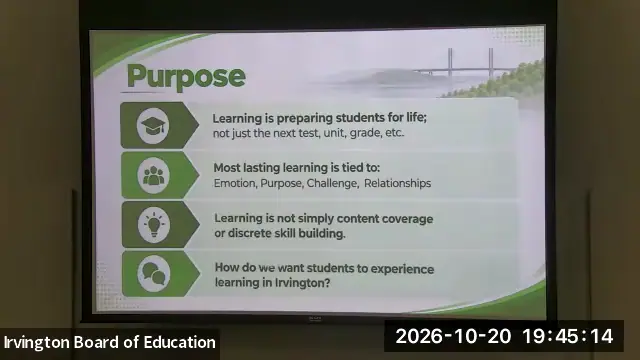 Purpose
Learning is preparing students for life;
not just the next test, unit, grade, etc.
Most lasting learning is tied to:
Emotion, Purpose, Challenge, Relationships
Learning is not simply content coverage
or discrete skill building.
How do we want students to experience
learning in Irvington?
Irvington Board of Education
2026-10-20 19:45:14